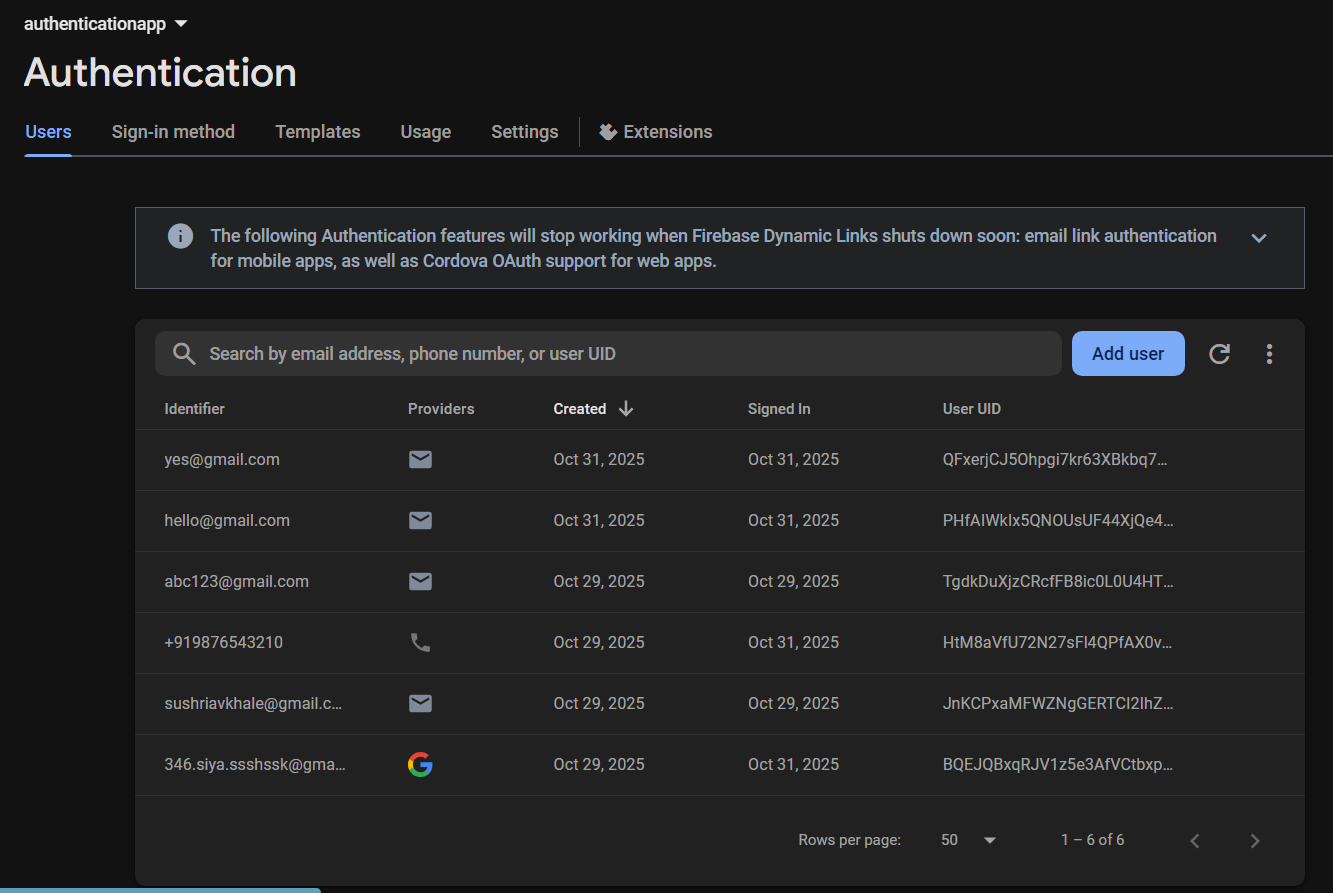 authenticationapp
Authentication
Users Sign-in method Templates Usage Settings Extensions
The following Authentication features will stop working when Firebase Dynamic Links shuts down soon: email link authentication
for mobile apps, as well as Cordova OAuth support for web apps.
Search by email address, phone number, or user UID Add user
Identifier Providers Created Signed In User UID
yes@gmail.com Oct 31, 2025 Oct 31, 2025 QFxerjCJ5Ohpgi7kr63XBkbq7...
hello@gmail.com Oct 31, 2025 Oct 31, 2025 PHfAIWkIx5QNOUsUF44XjQe4...
abc123@gmail.com Oct 29, 2025 Oct 29, 2025 TgdkDuXjzCRcfFB8ic0L0U4HT...
+919876543210 Oct 29, 2025 Oct 31, 2025 HtM8aVfU72N27sFl4QPfAX0v...
sushriavkhale@gmail.c... Oct 29, 2025 Oct 29, 2025 JnKCPxaMFWZNgGERTCI2IhZ...
346.siya.ssshssk@gma... Oct 29, 2025 Oct 31, 2025 BQEJQBxqRJV1z5e3AfVCtbxp...
Rows per page: 50 1 – 6 of 6